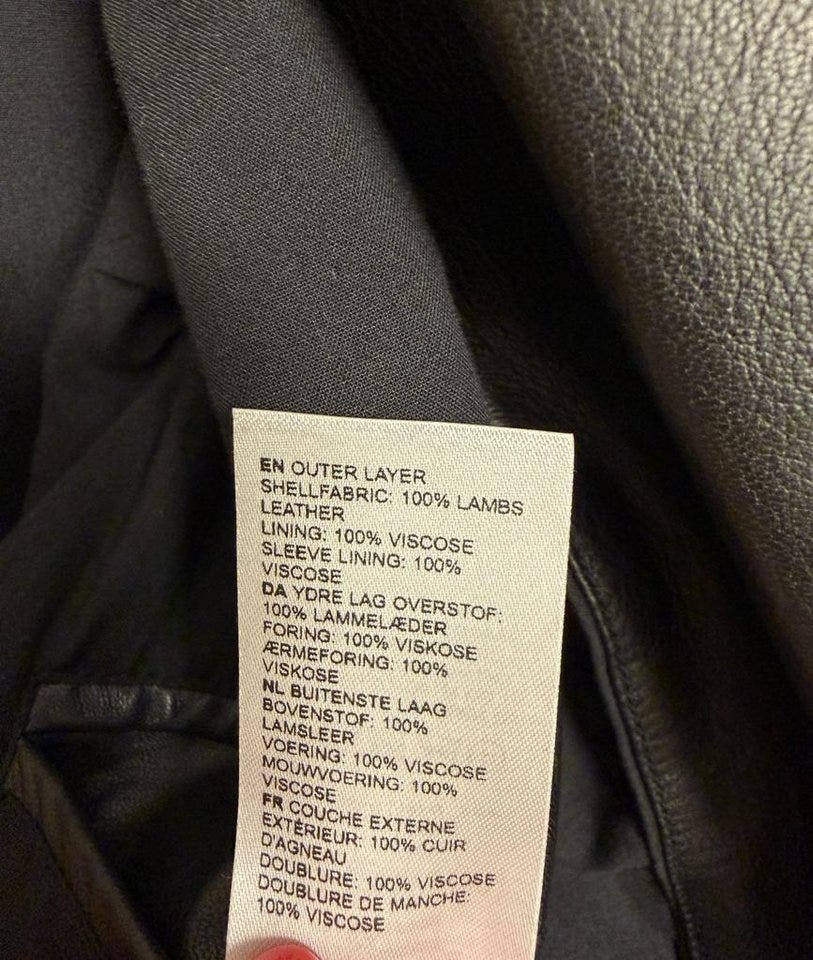 EN OUTER LAYER
SHELLFABRIC: 100% LAMBS
LEATHER
LINING: 100% VISCOSE
SLEEVE LINING: 100%
VISCOSE
DA YDRE LAG OVERSTOF:
100% LAMMELÆDER
FORING: 100% VISKOSE
ÆRMEFORING: 100%
VISKOSE
NL BUITENSTE LAAG
BOVENSTOF: 100%
LAMSLEER
VOERING: 100% VISCOSE
MOUWVOERING: 100%
VISCOSE
FR COUCHE EXTERNE
EXTÉRIEUR: 100% CUIR
D'AGNEAU
DOUBLURE: 100% VISCOSE
DOUBLURE DE MANCHE:
100% VISCOSE